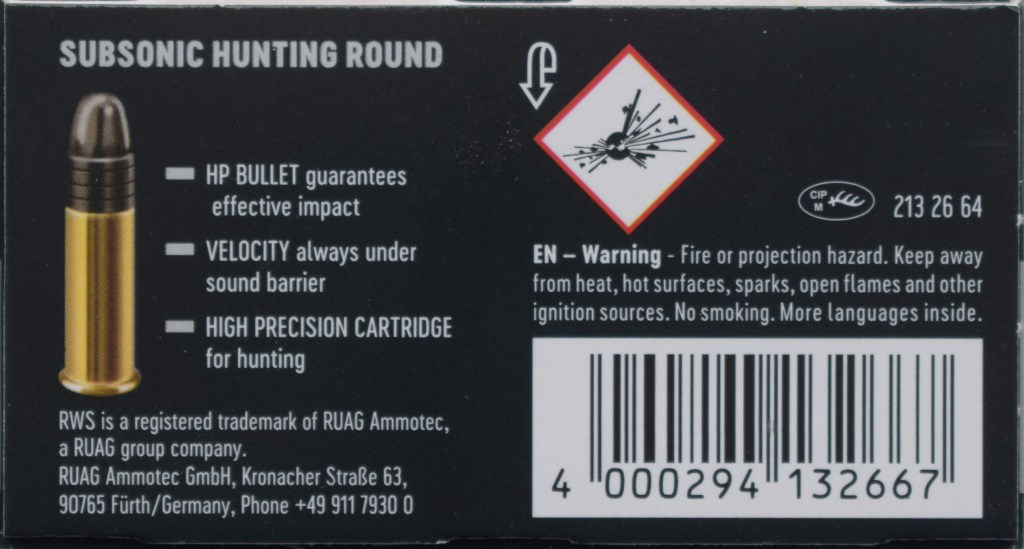 SUBSONIC HUNTING ROUND
HP BULLET guarantees
effective impact
VELOCITY always under
sound barrier
HIGH PRECISION CARTRIDGE
for hunting
RWS is a registered trademark of RUAG Ammotec,
a RUAG group company.
RUAG Ammotec GmbH, Kronacher Straße 63,
90765 Fürth/Germany, Phone +49 911 7930 0
CIP
M
213 26 64
EN – Warning - Fire or projection hazard. Keep away
from heat, hot surfaces, sparks, open flames and other
ignition sources. No smoking. More languages inside.
4 000294 132667